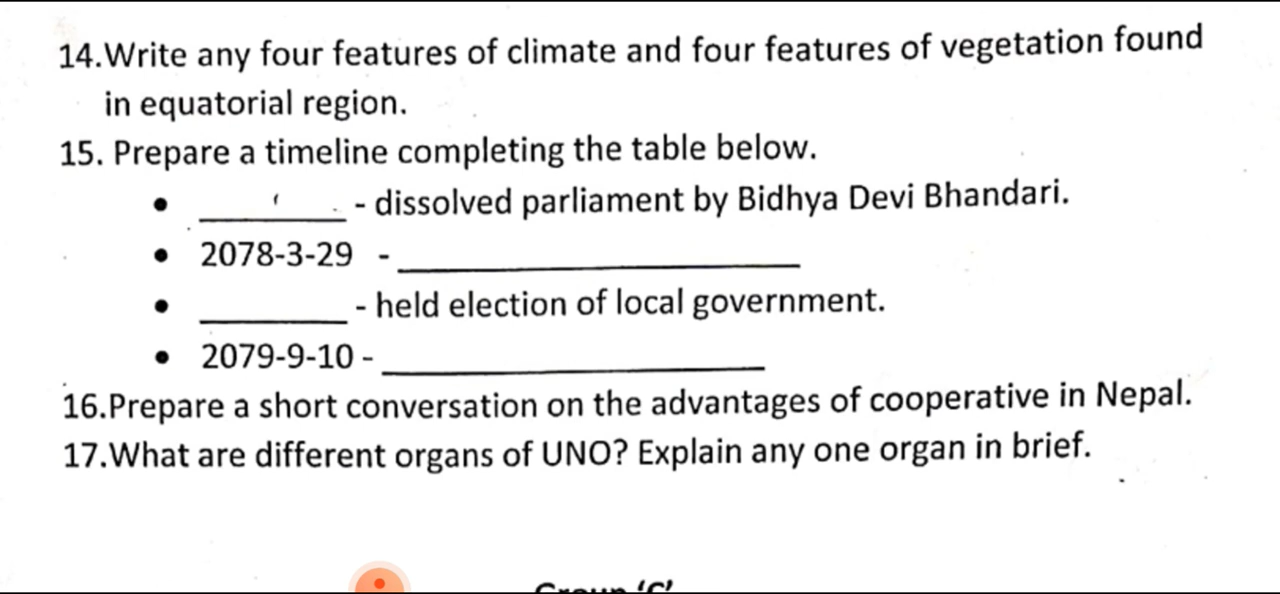 14.Write any four features of climate and four features of vegetation found
in equatorial region.
15. Prepare a timeline completing the table below.
• ________ - dissolved parliament by Bidhya Devi Bhandari.
• 2078-3-29 - ______________________
• ________ - held election of local government.
• 2079-9-10 - _____________________
16.Prepare a short conversation on the advantages of cooperative in Nepal.
17.What are different organs of UNO? Explain any one organ in brief.